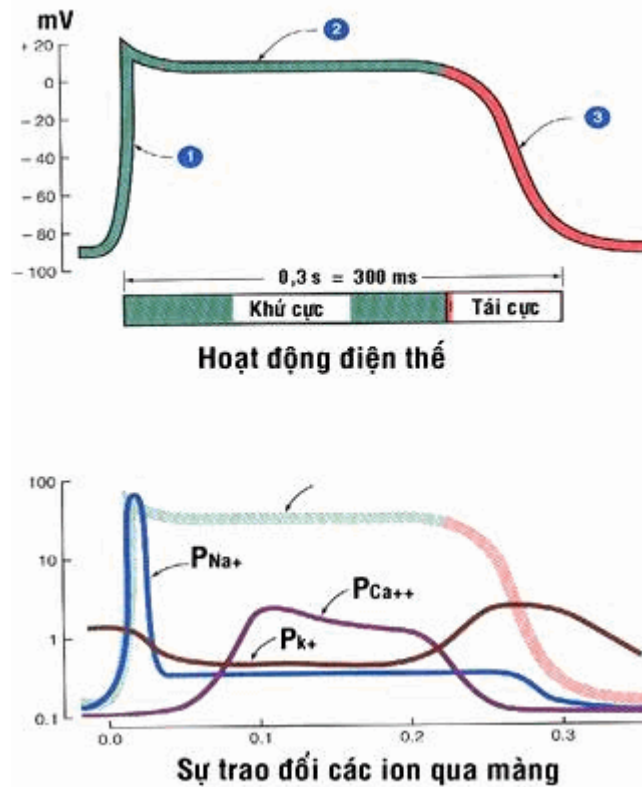 mV
+ 20
0
– 20
– 40
– 60
– 80
– 100
2
3
1
0,3 s = 300 ms
Khứ cực
Tái cực
Hoạt động điện thế
100
10
1
0.1
PNa+
PCa++
Pk+
0.0
0.1
0.2
0.3
Sự trao đổi các ion qua màng